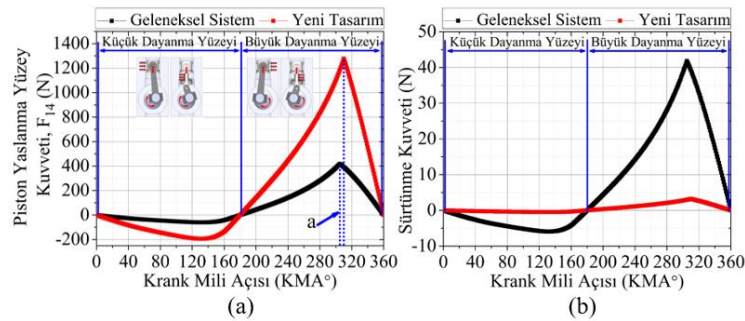 Geleneksel Sistem Yeni Tasarım
Küçük Dayanma Yüzeyi Büyük Dayanma Yüzeyi
Piston Yaslanma Yüzey
Kuvveti, F14 (N)
1400
1200
1000
800
600
400
200
0
-200
a
0 40 80 120 160 200 240 280 320 360
Krank Mili Açısı (KMA°)
(a)
Geleneksel Sistem Yeni Tasarım
Küçük Dayanma Yüzeyi Büyük Dayanma Yüzeyi
Sürtünme Kuvveti (N)
50
40
30
20
10
0
-10
0 40 80 120 160 200 240 280 320 360
Krank Mili Açısı (KMA°)
(b)